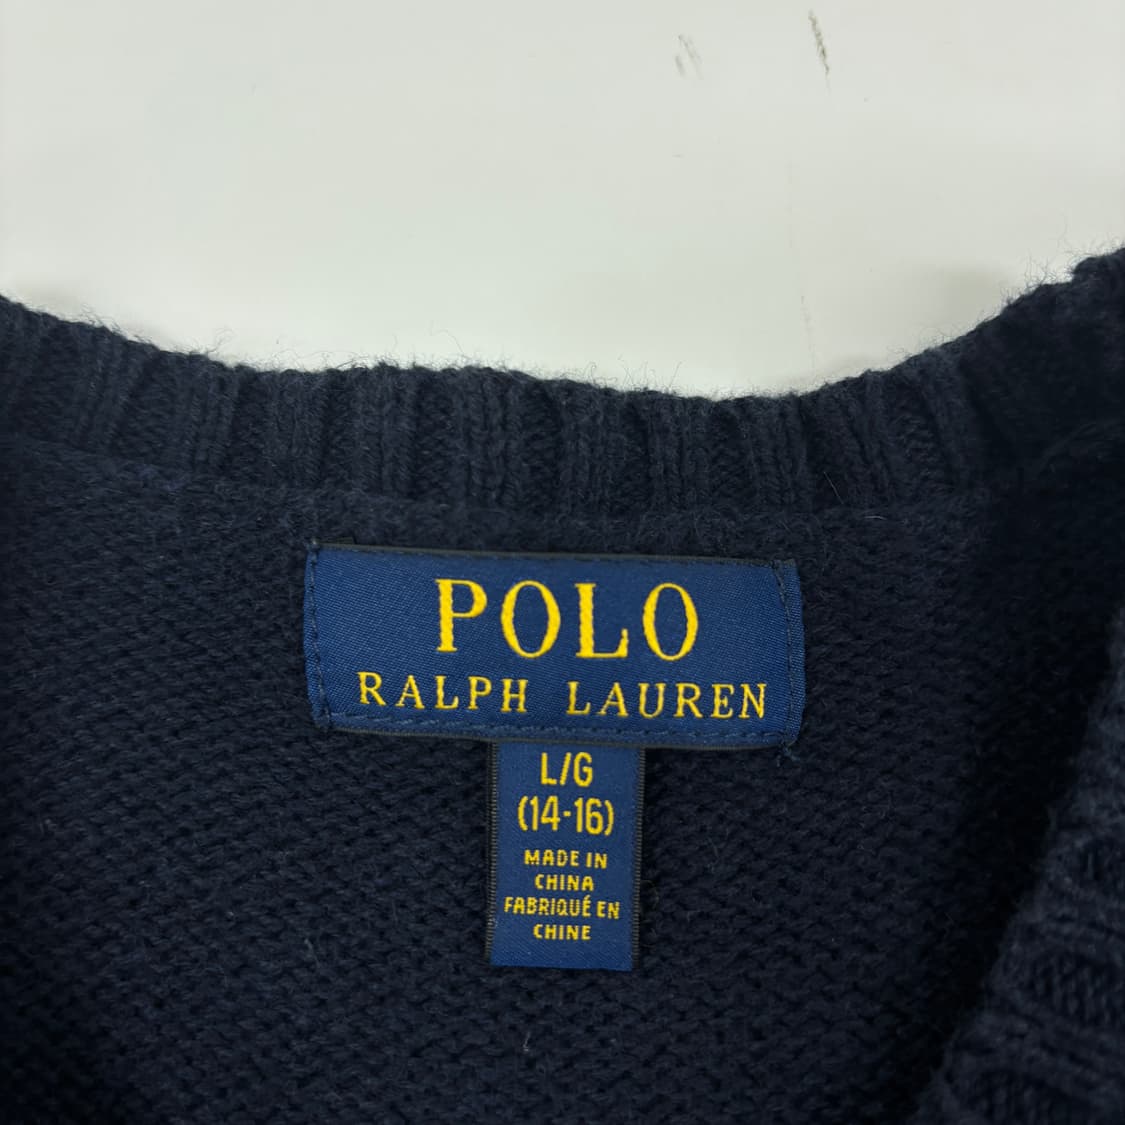 POLO
RALPH LAUREN
L/G
(14-16)
MADE IN
CHINA
FABRIQUÉ EN
CHINE